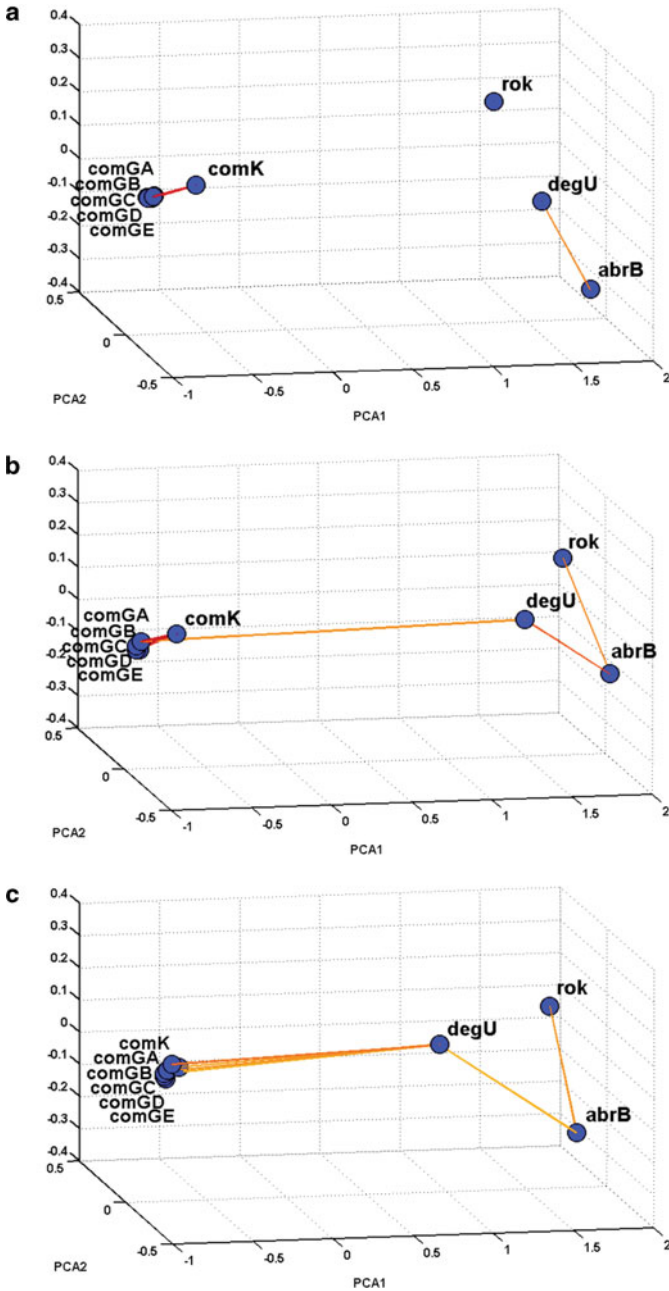 a
0.4
0.3
0.2
0.1
0
-0.1
-0.2
-0.3
-0.4
rok
comGA
comGB
comGC
comGD
comGE
comK
degU
abrB
0.5
0
-0.5
-1
-0.5
0
0.5
1
1.5
2
PCA2
PCA1
b
0.4
0.3
0.2
0.1
0
-0.1
-0.2
-0.3
-0.4
rok
comGA
comGB
comGC
comGD
comGE
comK
degU
abrB
0.5
0
-0.5
-1
-0.5
0
0.5
1
1.5
2
PCA2
PCA1
c
0.4
0.3
0.2
0.1
0
-0.1
-0.2
-0.3
-0.4
rok
comK
comGA
comGB
comGC
comGD
comGE
degU
abrB
0.5
0
-0.5
-1
-0.5
0
0.5
1
1.5
2
PCA2
PCA1